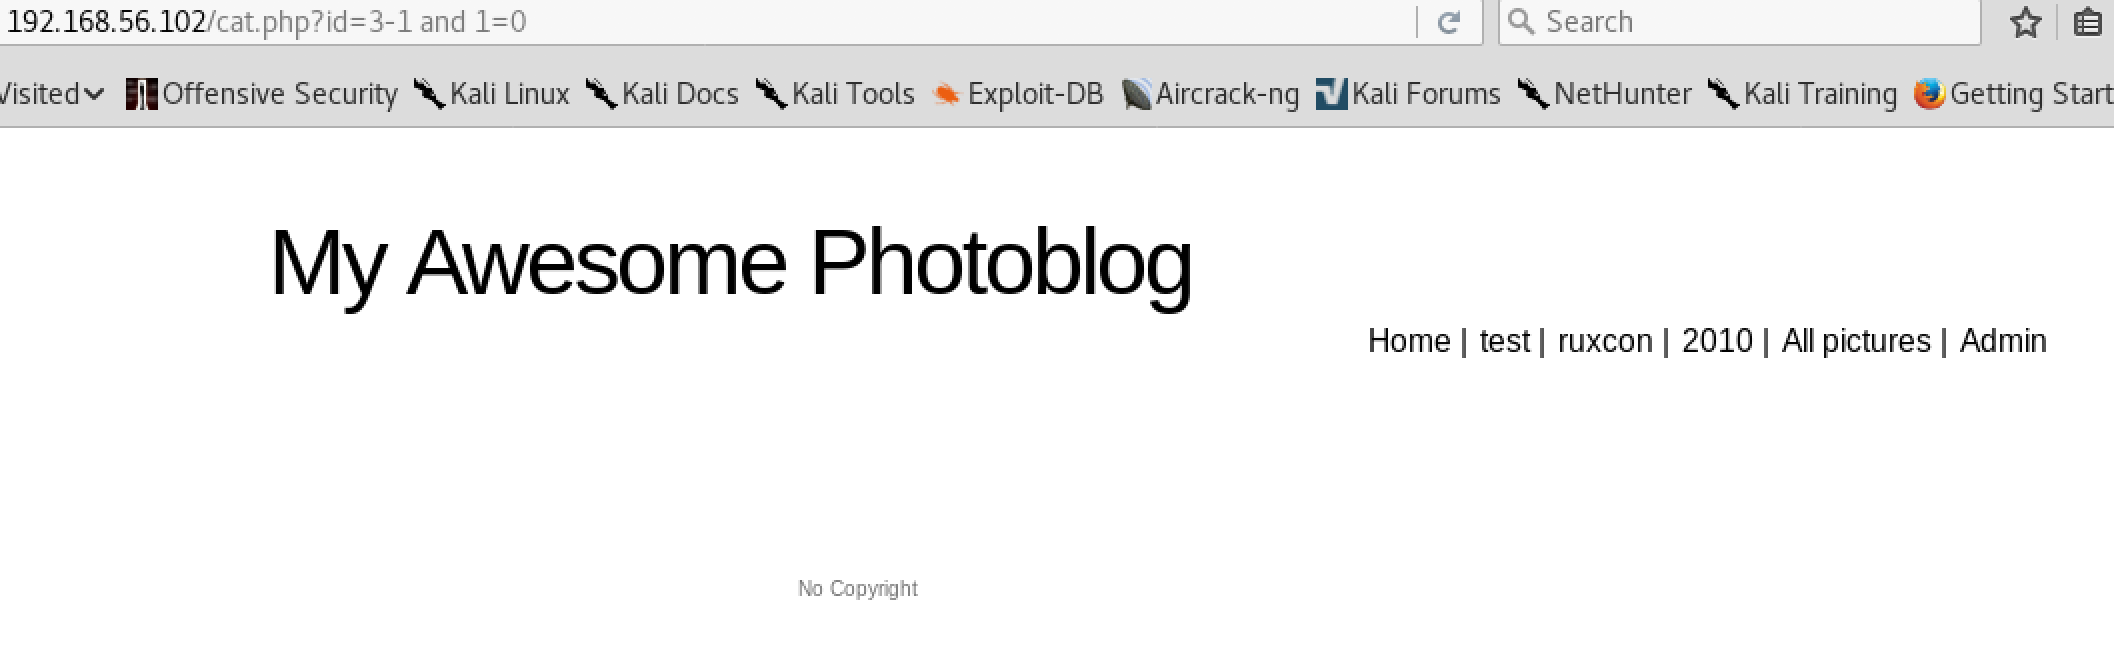 192.168.56.102/cat.php?id=3-1 and 1=0 Search
Visited Offensive Security Kali Linux Kali Docs Kali Tools Exploit-DB Aircrack-ng Kali Forums NetHunter Kali Training Getting Start
My Awesome Photoblog
Home | test | ruxcon | 2010 | All pictures | Admin
No Copyright